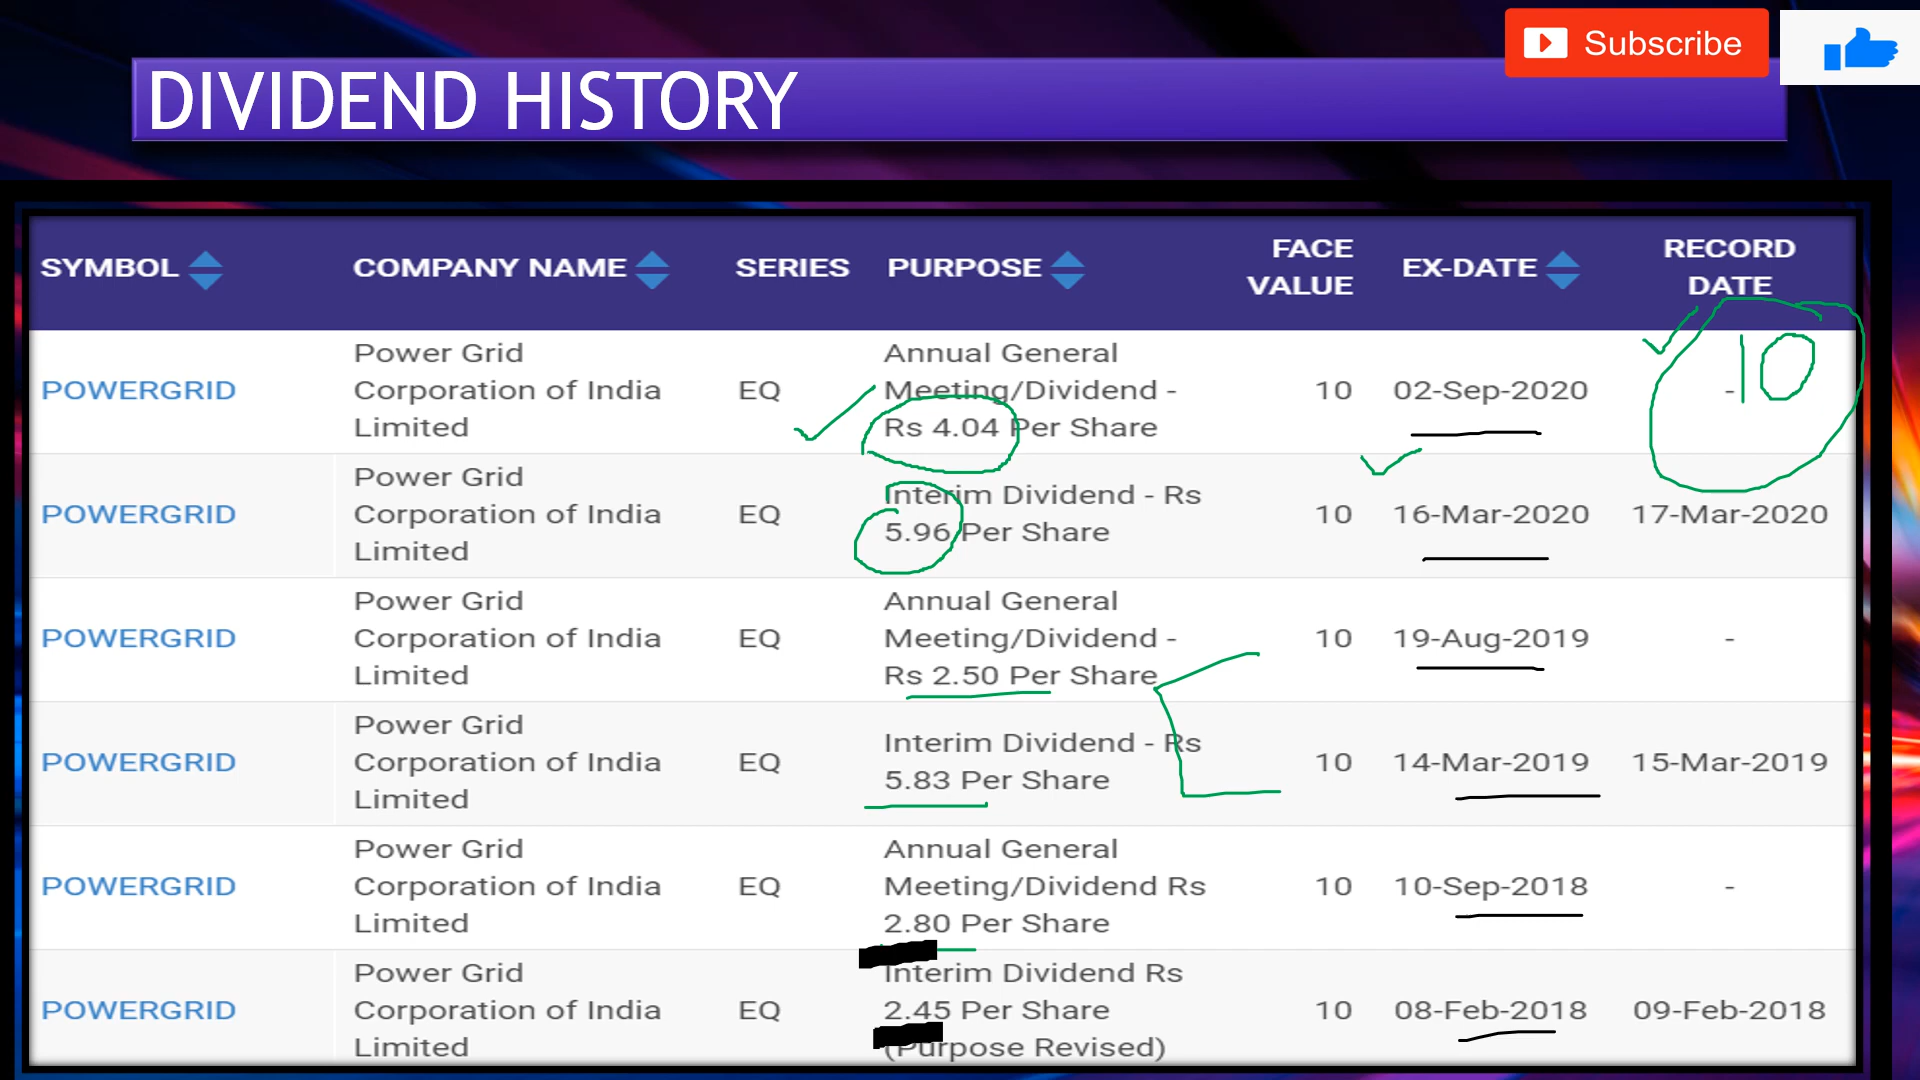 Subscribe
DIVIDEND HISTORY
SYMBOL COMPANY NAME SERIES PURPOSE FACE VALUE EX-DATE RECORD DATE
POWERGRID
Power Grid
Corporation of India
Limited
EQ
Annual General
Meeting/Dividend -
Rs 4.04 Per Share
10
02-Sep-2020
-
10
POWERGRID
Power Grid
Corporation of India
Limited
EQ
Interim Dividend - Rs
5.96 Per Share
10
16-Mar-2020
17-Mar-2020
POWERGRID
Power Grid
Corporation of India
Limited
EQ
Annual General
Meeting/Dividend -
Rs 2.50 Per Share
10
19-Aug-2019
-
POWERGRID
Power Grid
Corporation of India
Limited
EQ
Interim Dividend - Rs
5.83 Per Share
10
14-Mar-2019
15-Mar-2019
POWERGRID
Power Grid
Corporation of India
Limited
EQ
Annual General
Meeting/Dividend Rs
2.80 Per Share
10
10-Sep-2018
-
POWERGRID
Power Grid
Corporation of India
Limited
EQ
Interim Dividend Rs
2.45 Per Share
(Purpose Revised)
10
08-Feb-2018
09-Feb-2018